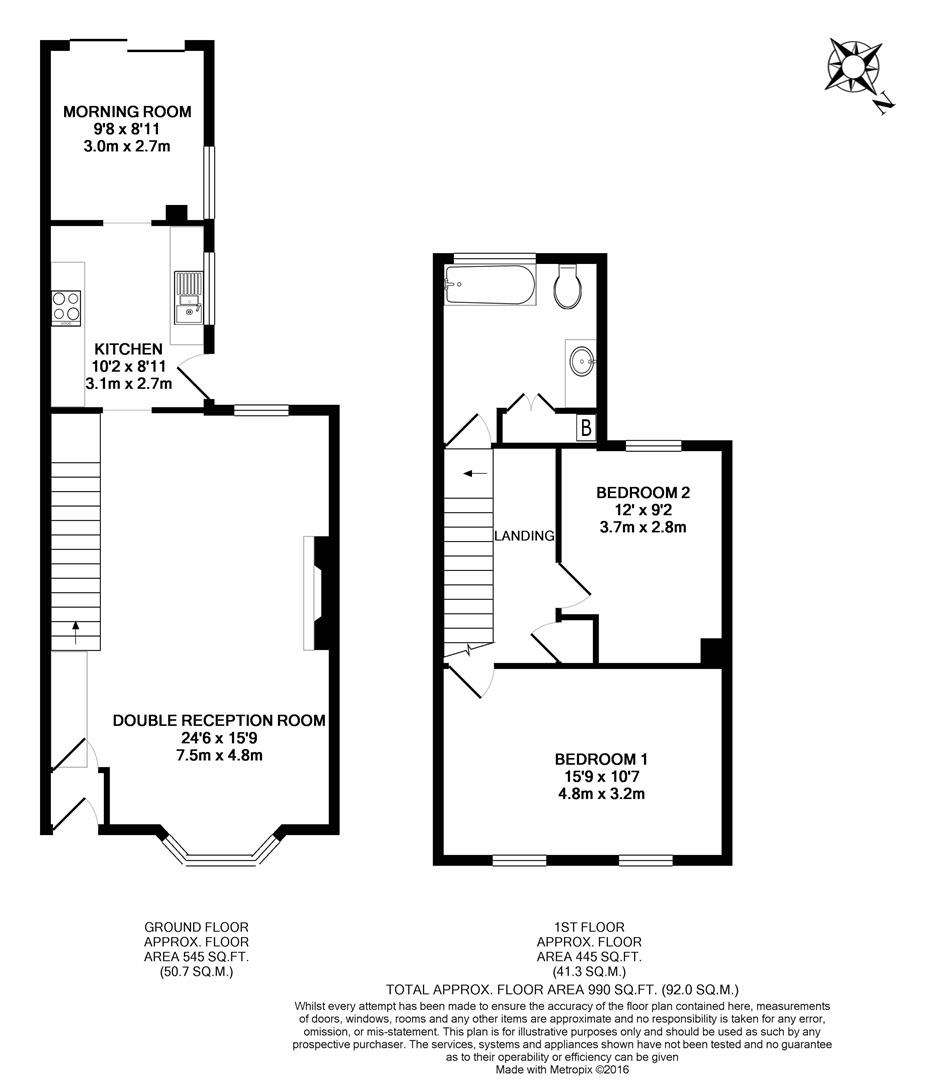 N
MORNING ROOM
9'8 x 8'11
3.0m x 2.7m
KITCHEN
10'2 x 8'11
3.1m x 2.7m
DOUBLE RECEPTION ROOM
24'6 x 15'9
7.5m x 4.8m
B
LANDING
BEDROOM 2
12' x 9'2
3.7m x 2.8m
BEDROOM 1
15'9 x 10'7
4.8m x 3.2m
GROUND FLOOR
APPROX. FLOOR
AREA 545 SQ.FT.
(50.7 SQ.M.)
1ST FLOOR
APPROX. FLOOR
AREA 445 SQ.FT.
(41.3 SQ.M.)
TOTAL APPROX. FLOOR AREA 990 SQ.FT. (92.0 SQ.M.)
Whilst every attempt has been made to ensure the accuracy of the floor plan contained here, measurements
of doors, windows, rooms and any other items are approximate and no responsibility is taken for any error,
omission, or mis-statement. This plan is for illustrative purposes only and should be used as such by any
prospective purchaser. The services, systems and appliances shown have not been tested and no guarantee
as to their operability or efficiency can be given
Made with Metropix ©2016